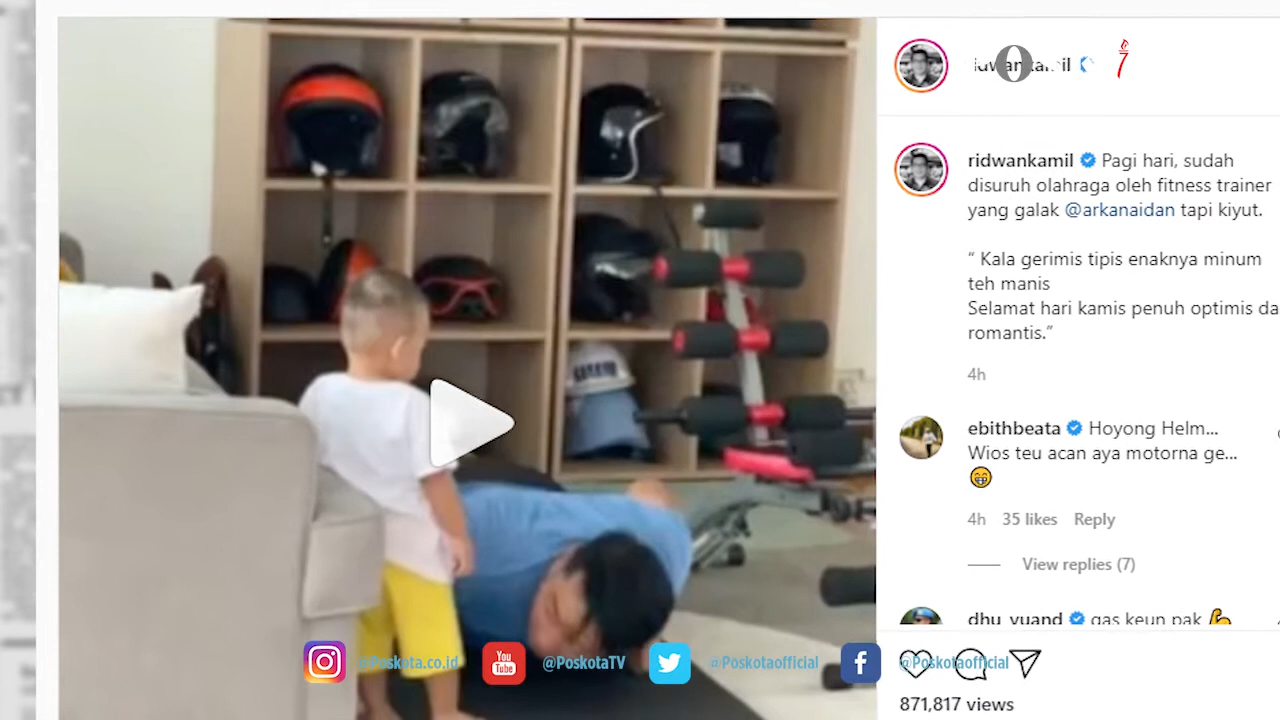 ridwankamil Pagi hari, sudah
disuruh olahraga oleh fitness trainer
yang galak @arkanaidan tapi kiyut.
“ Kala gerimis tipis enaknya minum
teh manis
Selamat hari kamis penuh optimis da
romantis.”
4h
ebithbeata Hoyong Helm...
Wios teu acan aya motorna ge...
4h 35 likes Reply
View replies (7)
dhu_yuand gas keun pak
@Poskota.co.id You Tube @PoskotaTV @Poskotaofficial @Poskotaofficial
871,817 views